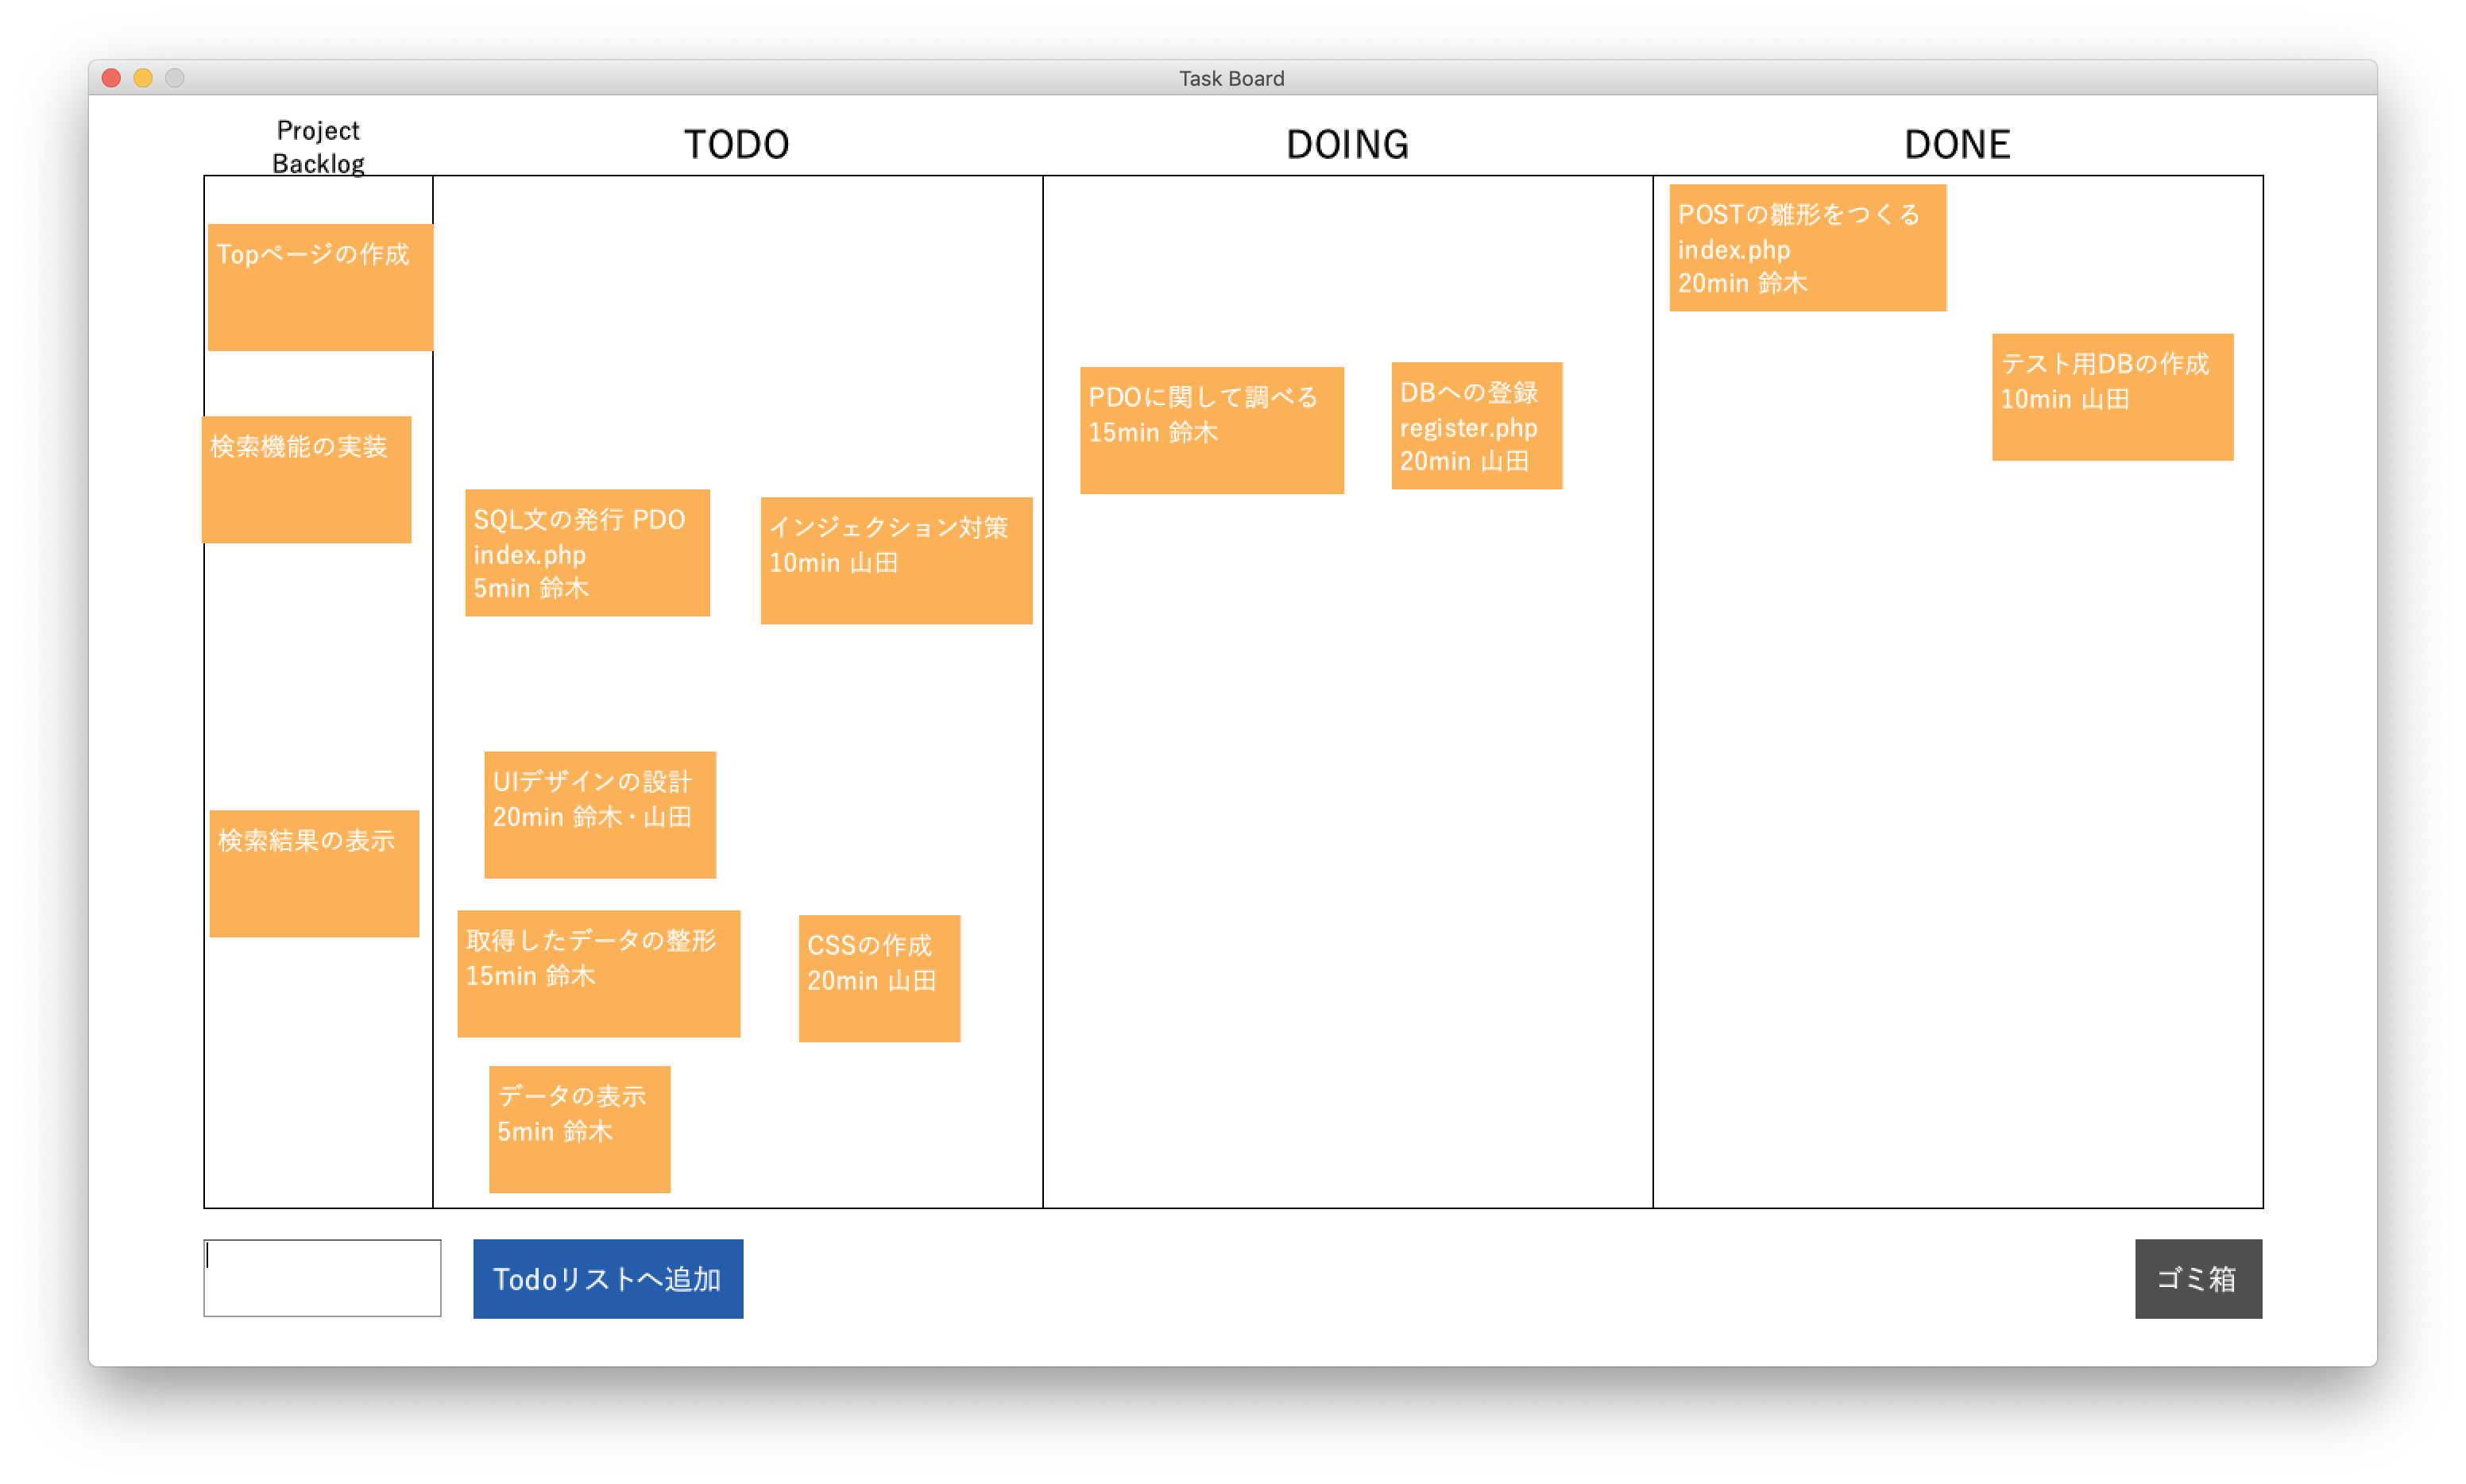 Task Board
Project
Backlog
TODO
DOING
DONE
Topページの作成
検索機能の実装
検索結果の表示
SQL文の発行 PDO
index.php
5min 鈴木
インジェクション対策
10min 山田
UIデザインの設計
20min 鈴木・山田
取得したデータの整形
15min 鈴木
CSSの作成
20min 山田
データの表示
5min 鈴木
PDOに関して調べる
15min 鈴木
DBへの登録
register.php
20min 山田
POSTの雛形をつくる
index.php
20min 鈴木
テスト用DBの作成
10min 山田
Todoリストへ追加
ゴミ箱